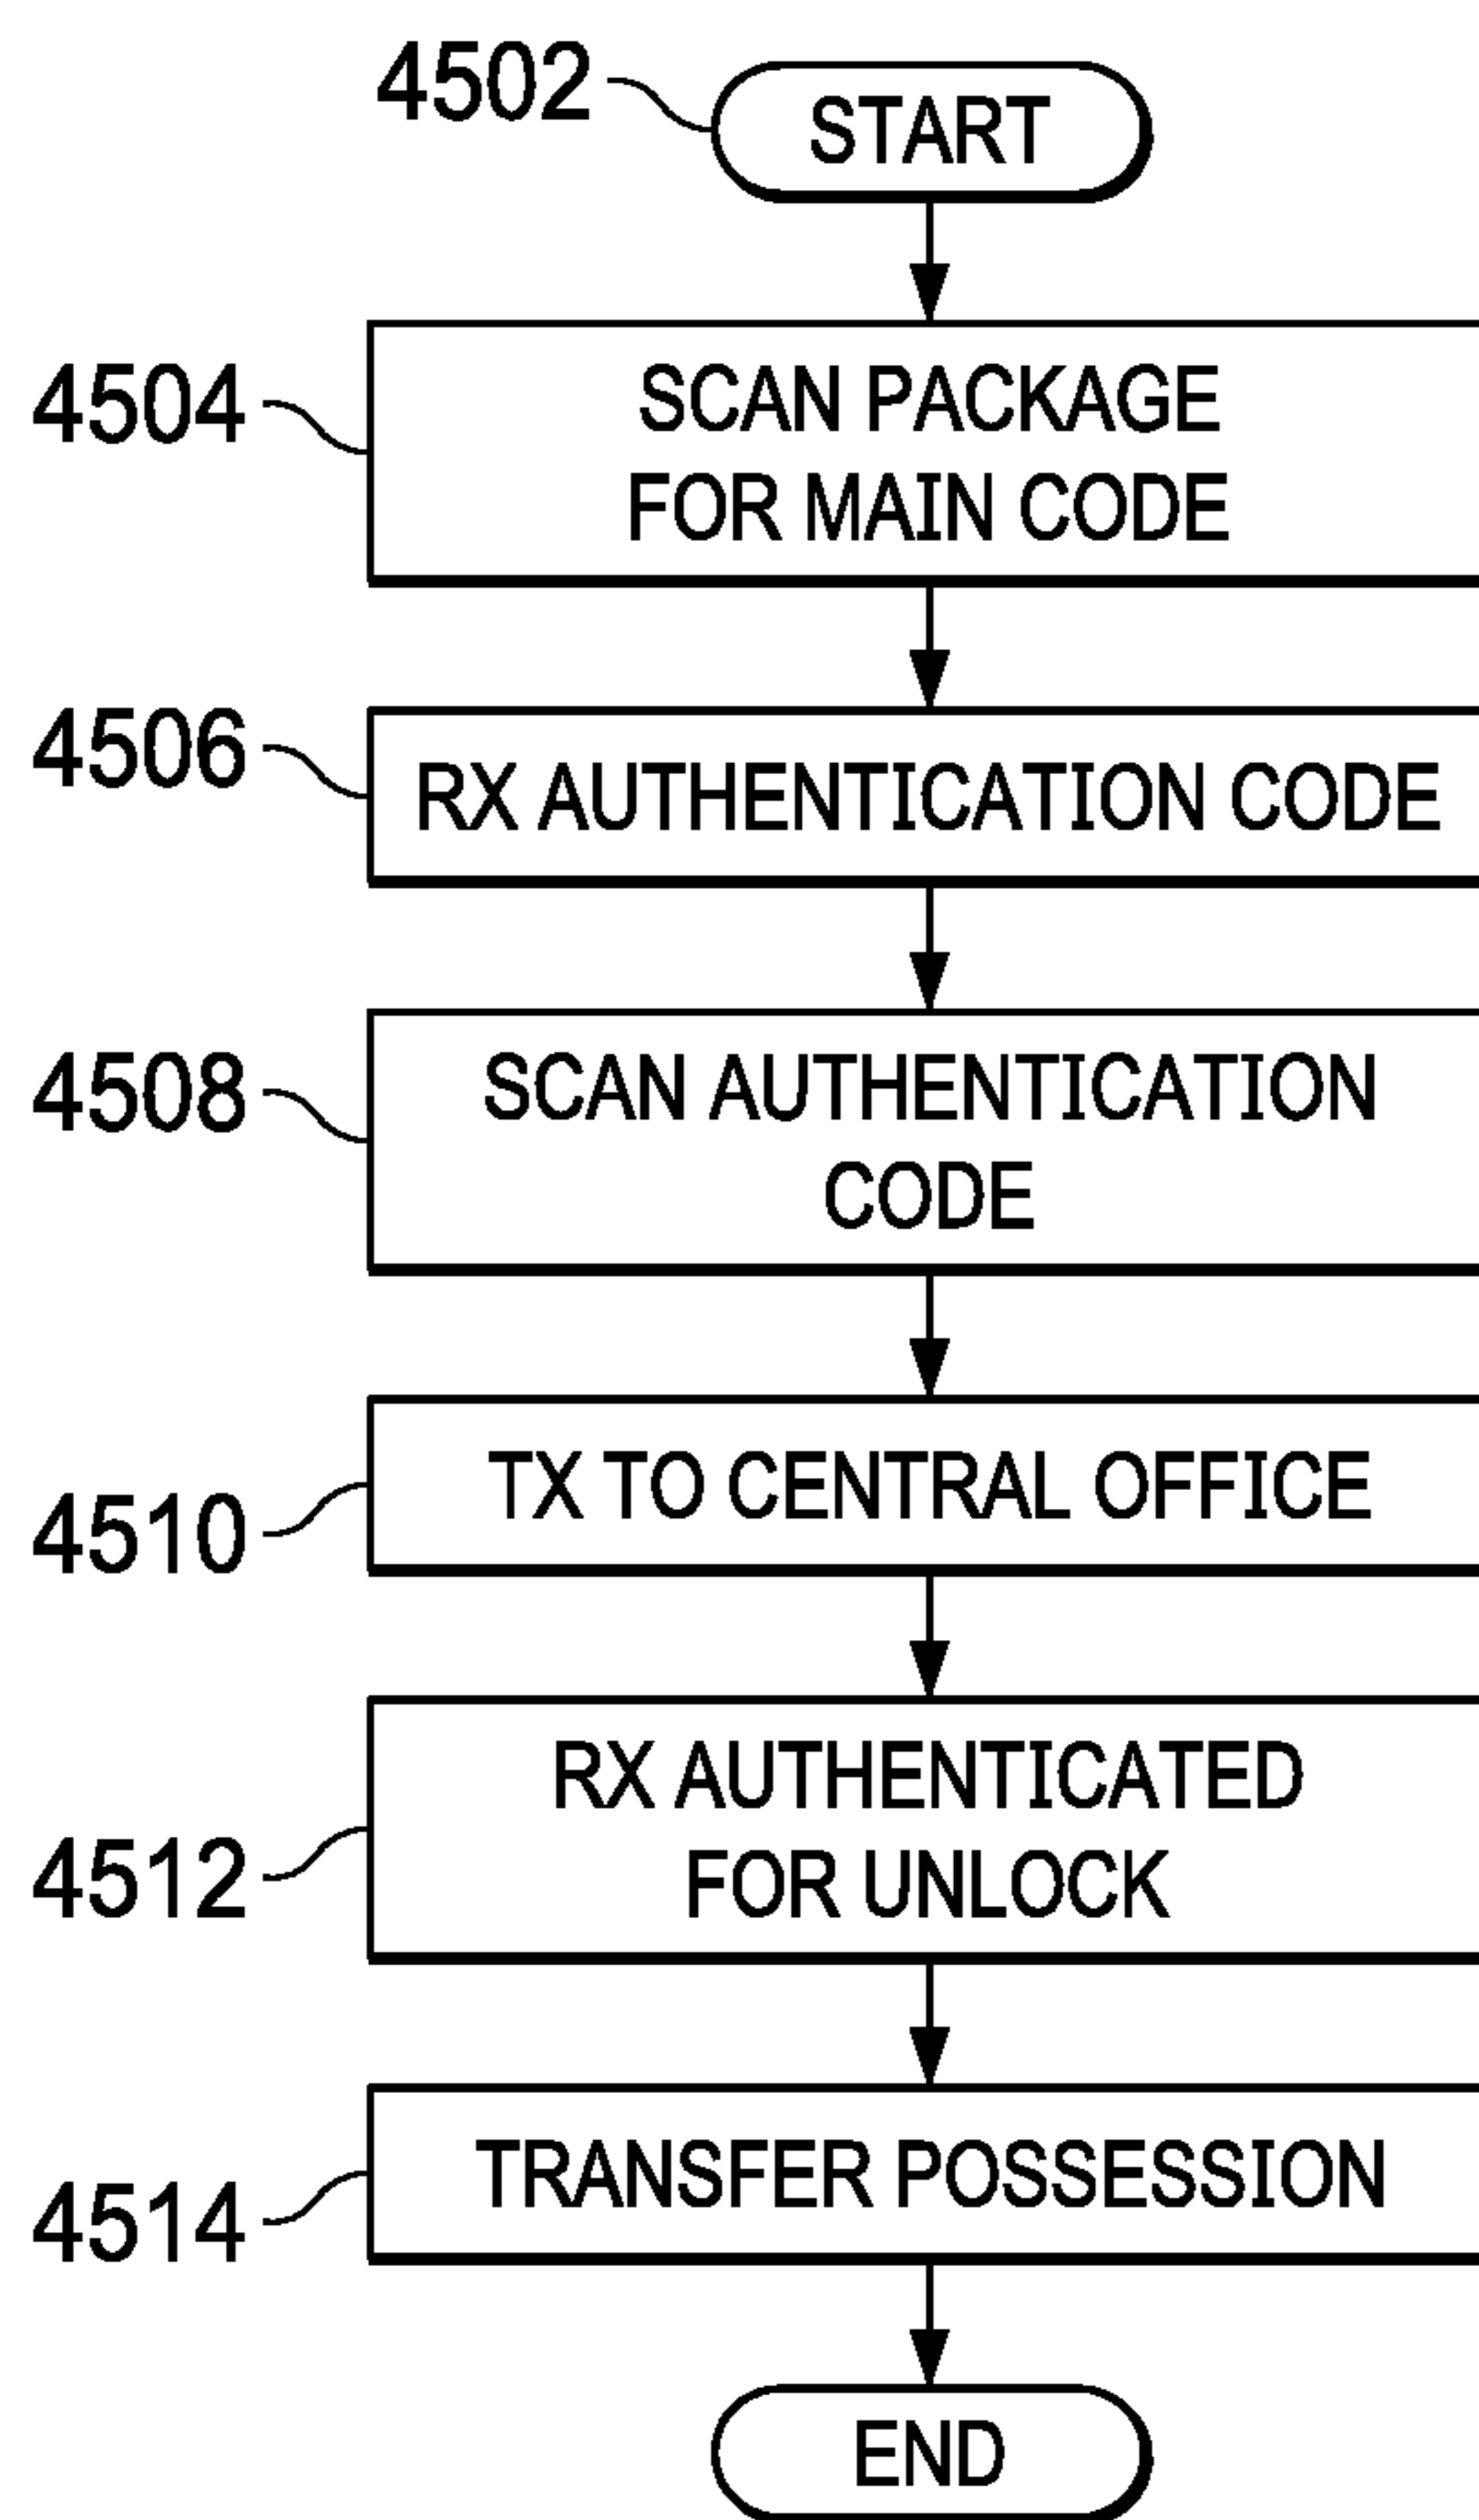 4502
START
4504
SCAN PACKAGE
FOR MAIN CODE
4506
RX AUTHENTICATION CODE
4508
SCAN AUTHENTICATION
CODE
4510
TX TO CENTRAL OFFICE
4512
RX AUTHENTICATED
FOR UNLOCK
4514
TRANSFER POSSESSION
END